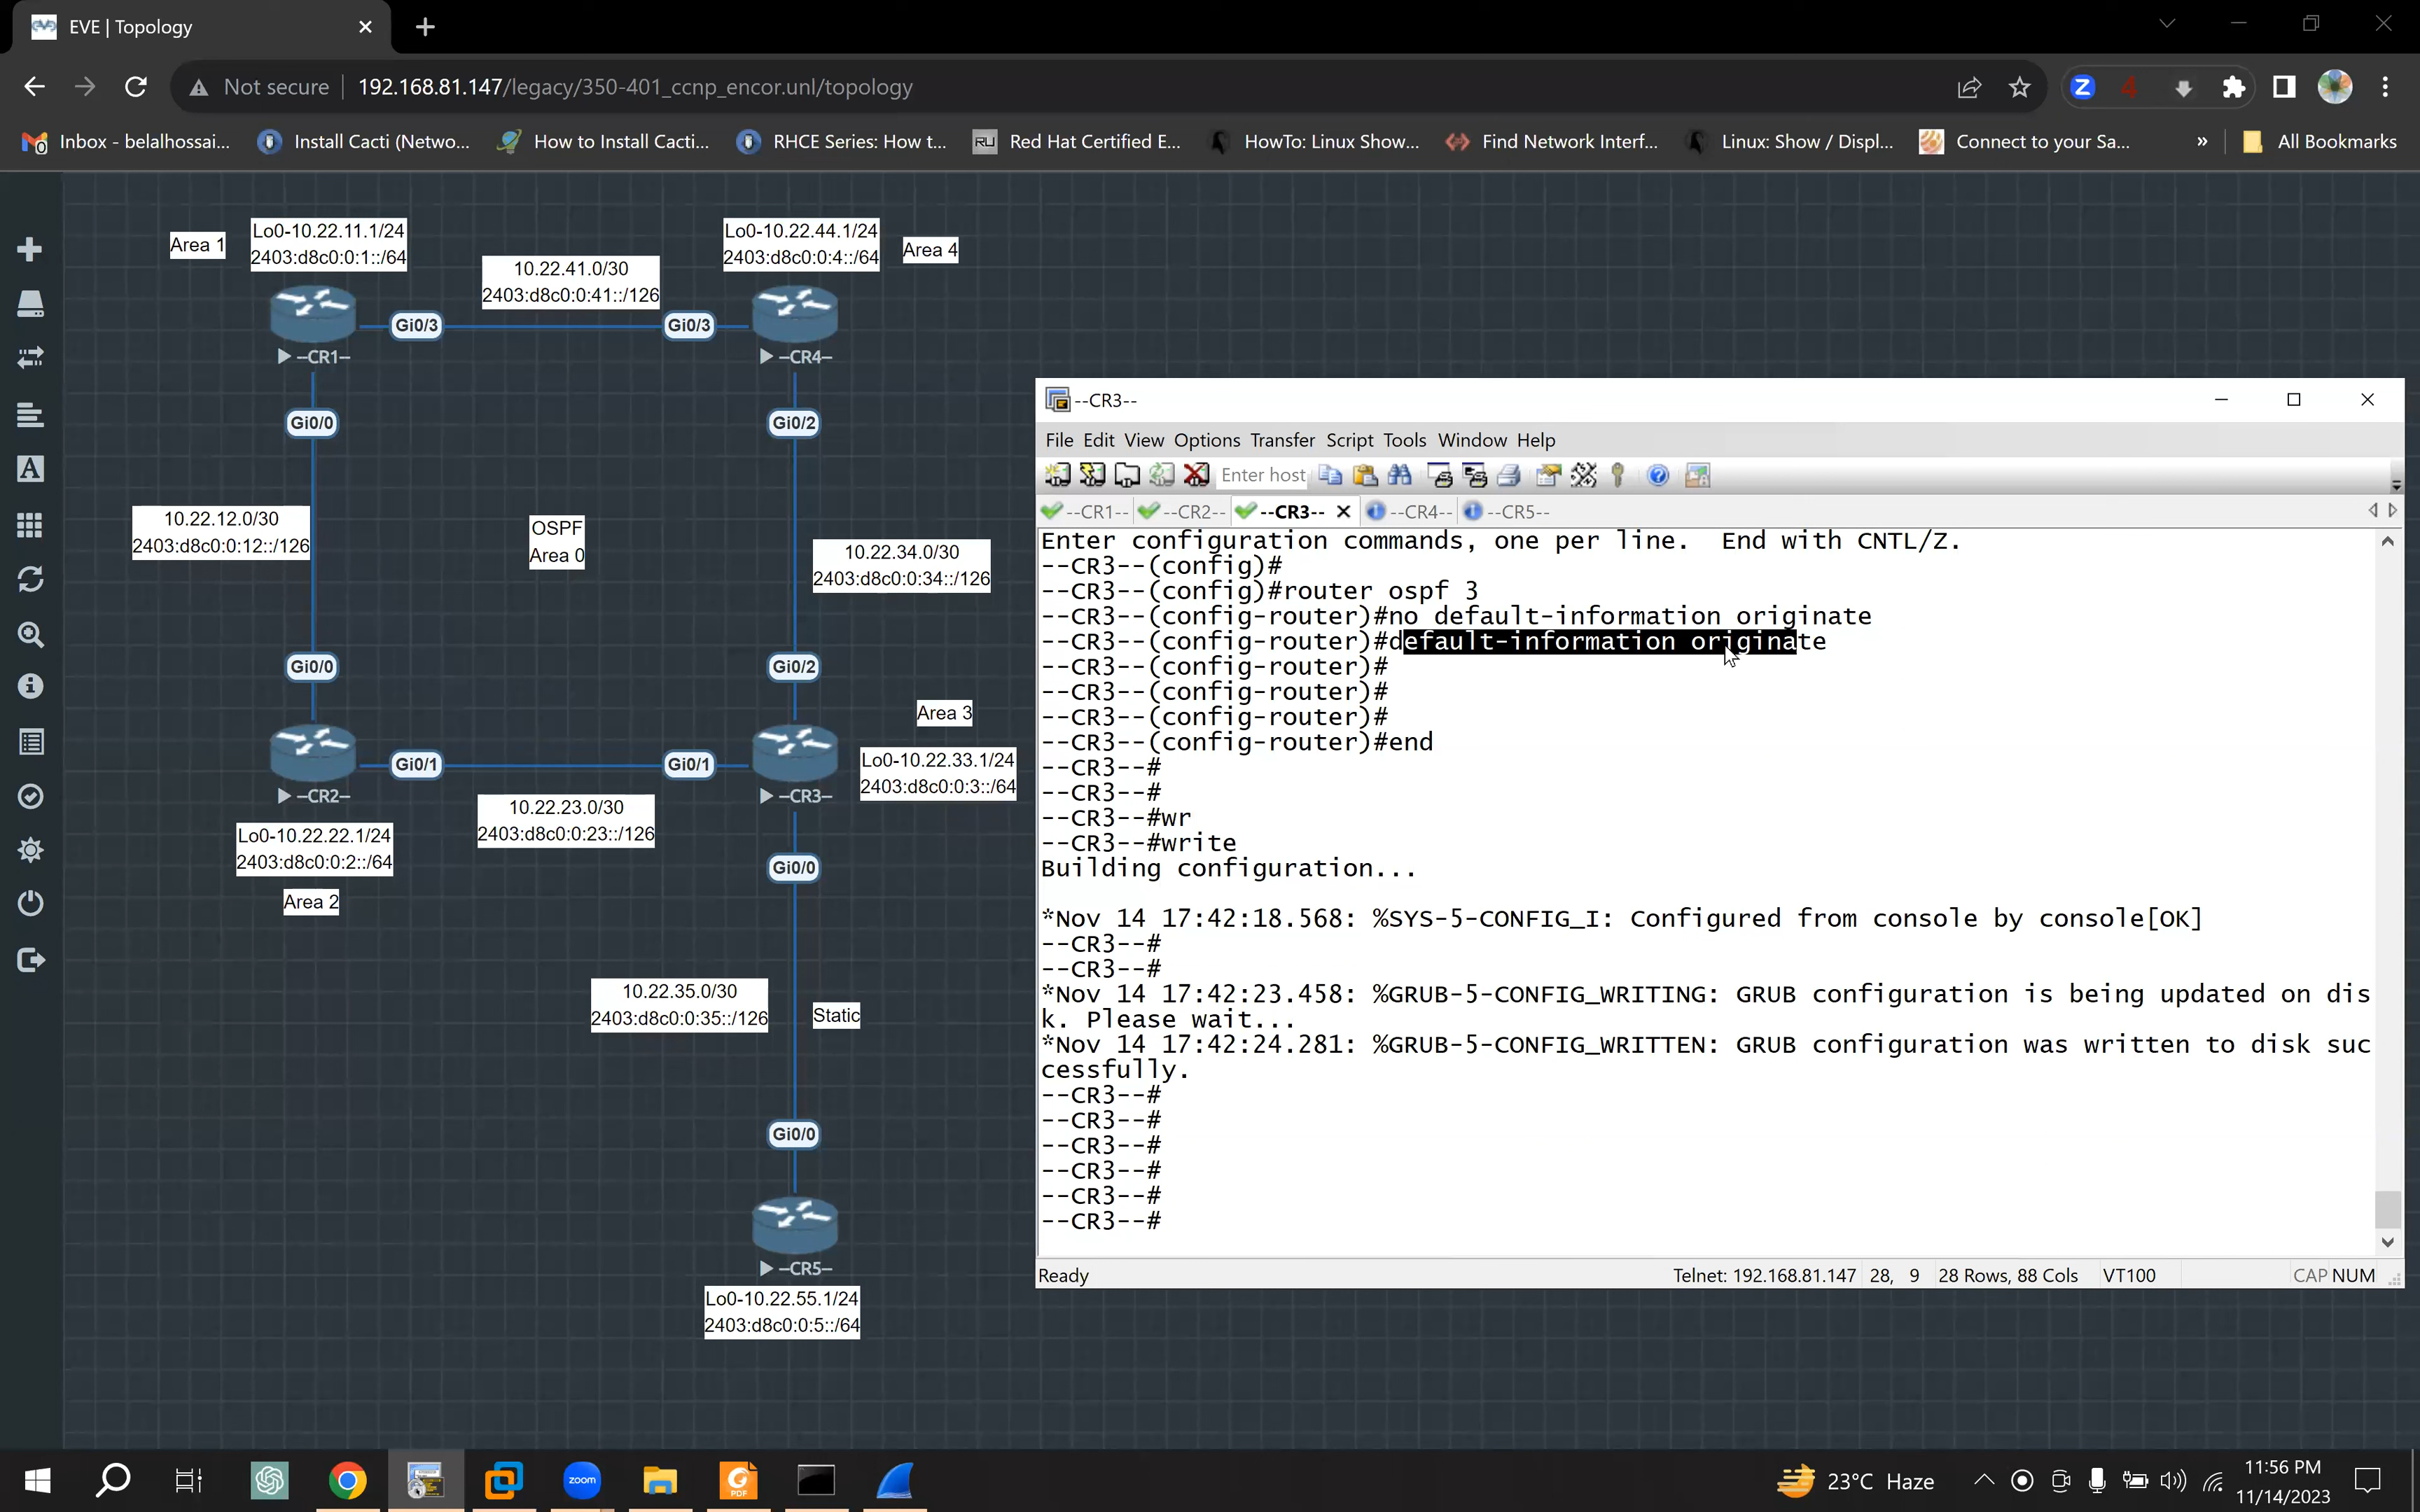 EVE | Topology
Not secure
192.168.81.147/legacy/350-401_ccnp_encor.unl/topology
Inbox - belalhossai...
Install Cacti (Netwo...
How to Install Cacti...
RHCE Series: How t...
RU
Red Hat Certified E...
HowTo: Linux Show...
Find Network Interf...
Linux: Show / Displ...
Connect to your Sa...
»
All Bookmarks
Area 1
Lo0-10.22.11.1/24
2403:d8c0:0:1::/64
10.22.41.0/30
2403:d8c0:0:41::/126
Lo0-10.22.44.1/24
2403:d8c0:0:4::/64
Area 4
Gi0/3
Gi0/3
--CR1--
--CR4--
Gi0/0
Gi0/2
10.22.12.0/30
2403:d8c0:0:12::/126
OSPF
Area 0
10.22.34.0/30
2403:d8c0:0:34::/126
Gi0/0
Gi0/2
Area 3
Gi0/1
Gi0/1
Lo0-10.22.33.1/24
2403:d8c0:0:3::/64
--CR2--
--CR3--
10.22.23.0/30
2403:d8c0:0:23::/126
Lo0-10.22.22.1/24
2403:d8c0:0:2::/64
Area 2
Gi0/0
10.22.35.0/30
2403:d8c0:0:35::/126
Static
Gi0/0
--CR5--
Lo0-10.22.55.1/24
2403:d8c0:0:5::/64
--CR3--
File Edit View Options Transfer Script Tools Window Help
Enter host
--CR1--
--CR2--
--CR3--
--CR4--
--CR5--
Enter configuration commands, one per line.  End with CNTL/Z.
--CR3--(config)#
--CR3--(config)#router ospf 3
--CR3--(config-router)#no default-information originate
--CR3--(config-router)#default-information originate
--CR3--(config-router)#
--CR3--(config-router)#
--CR3--(config-router)#
--CR3--(config-router)#end
--CR3--#
--CR3--#
--CR3--#wr
--CR3--#write
Building configuration...
*Nov 14 17:42:18.568: %SYS-5-CONFIG_I: Configured from console by console[OK]
--CR3--#
--CR3--#
*Nov 14 17:42:23.458: %GRUB-5-CONFIG_WRITING: GRUB configuration is being updated on dis
k. Please wait...
*Nov 14 17:42:24.281: %GRUB-5-CONFIG_WRITTEN: GRUB configuration was written to disk suc
cessfully.
--CR3--#
--CR3--#
--CR3--#
--CR3--#
--CR3--#
--CR3--#
Ready
Telnet: 192.168.81.147
28, 9
28 Rows, 88 Cols
VT100
CAP NUM
zoom
PDF
23°C Haze
11:56 PM
11/14/2023